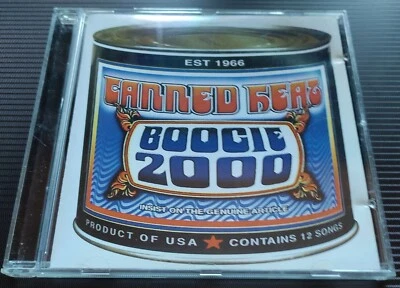 EST 1966
CANNED HEAT
BOOGIE
2000
INSIST ON THE GENUINE ARTICLE
PRODUCT OF USA ★ CONTAINS 12 SONGS